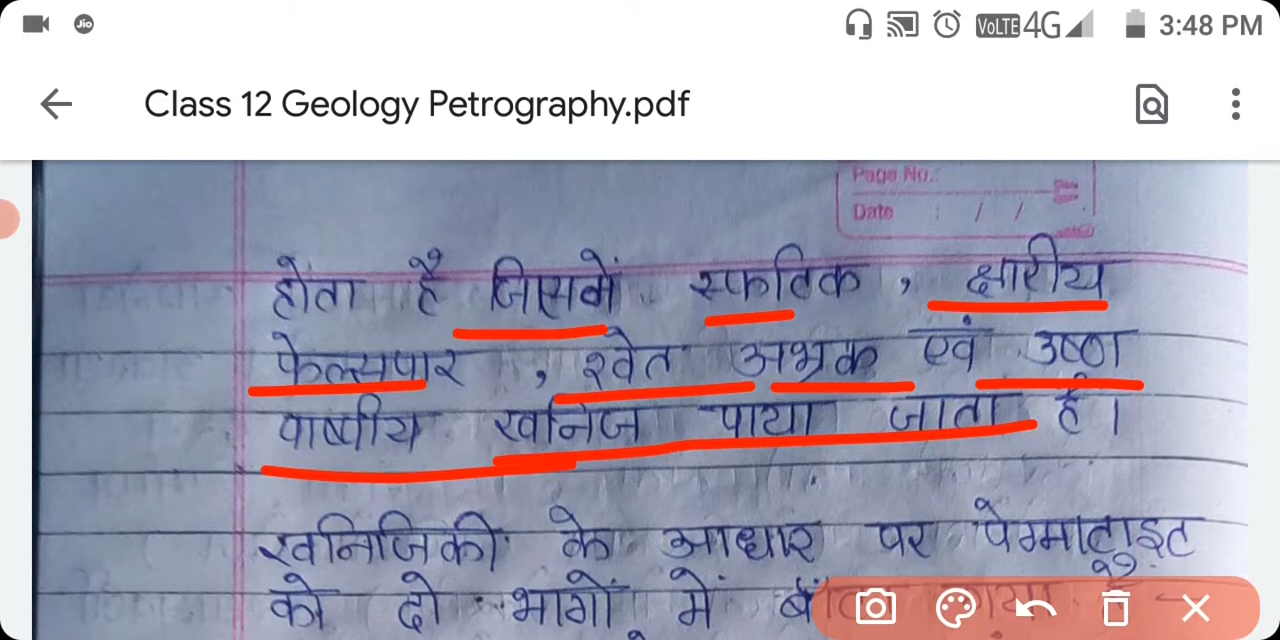 Jio VoLTE 4G 3:48 PM
Class 12 Geology Petrography.pdf
Page No.:
Date : / /
होता है जिसमें स्फटिक , क्षारीय
फेल्सपार , श्वेत अभ्रक एवं उष्ण
वाष्पीय खनिज पाया जाता है ।
खनिजिकी के आधार पर पेग्माटाइट
को दो भागों में